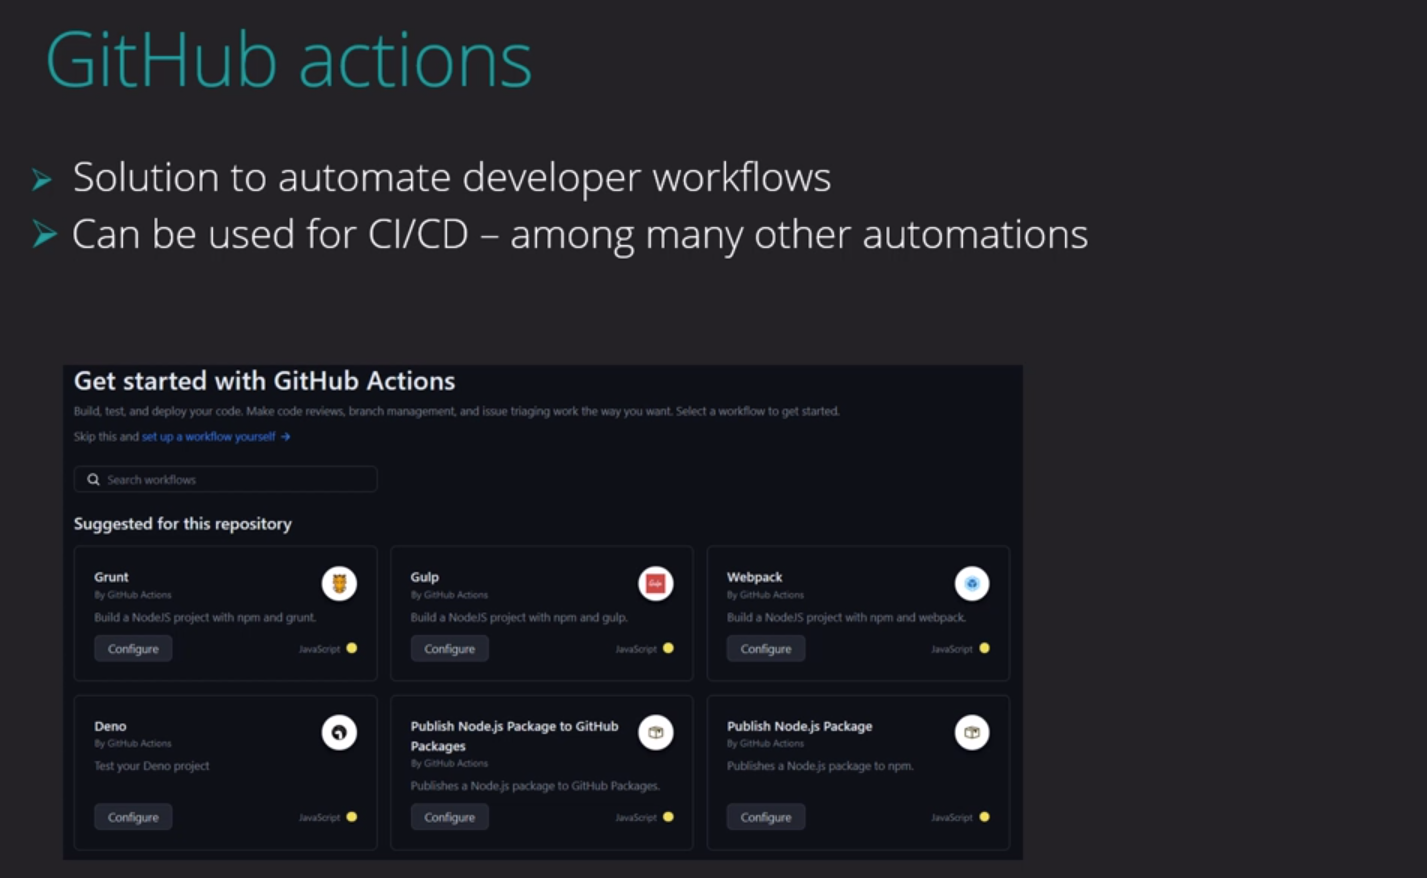 GitHub actions
Solution to automate developer workflows
Can be used for CI/CD – among many other automations
Get started with GitHub Actions
Build, test, and deploy your code. Make code reviews, branch management, and issue triaging work the way you want. Select a workflow to get started.
Skip this and set up a workflow yourself →
Search workflows
Suggested for this repository
Grunt
By GitHub Actions
Build a NodeJS project with npm and grunt.
Configure
JavaScript
Gulp
By GitHub Actions
Build a NodeJS project with npm and gulp.
Configure
JavaScript
Webpack
By GitHub Actions
Build a NodeJS project with npm and webpack.
Configure
JavaScript
Deno
By GitHub Actions
Test your Deno project
Configure
JavaScript
Publish Node.js Package to GitHub
Packages
By GitHub Actions
Publishes a Node.js package to GitHub Packages.
Configure
JavaScript
Publish Node.js Package
By GitHub Actions
Publishes a Node.js package to npm.
Configure
JavaScript